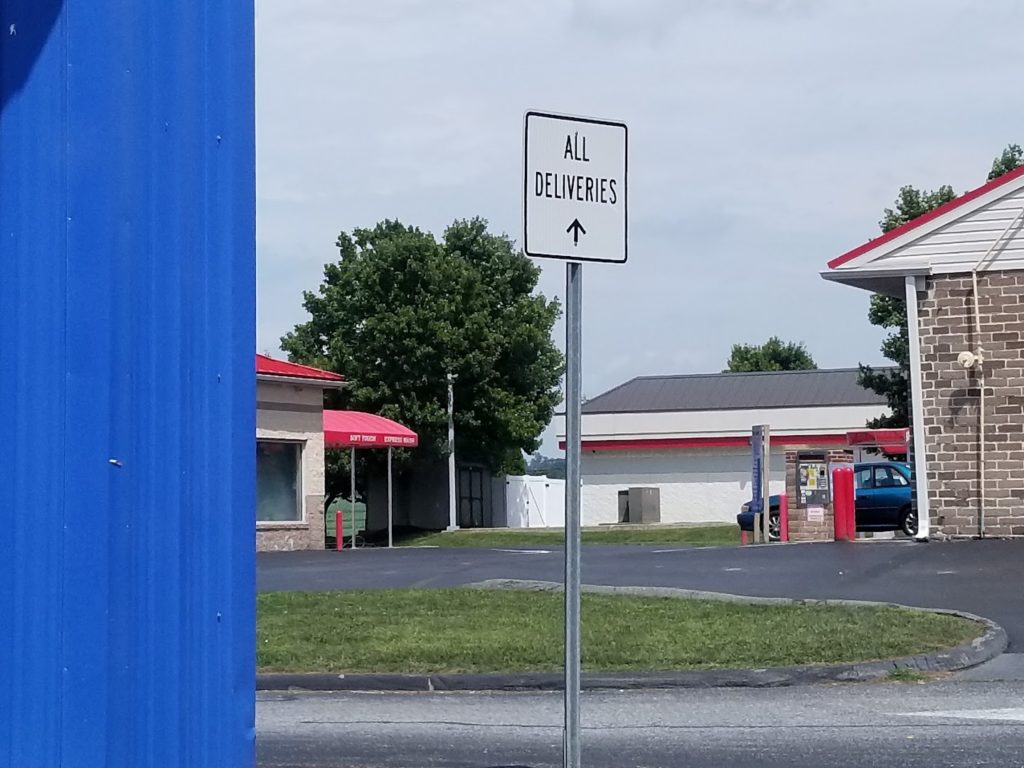 ALL
DELIVERIES
↑
SOFT TOUCH EXPRESS WASH